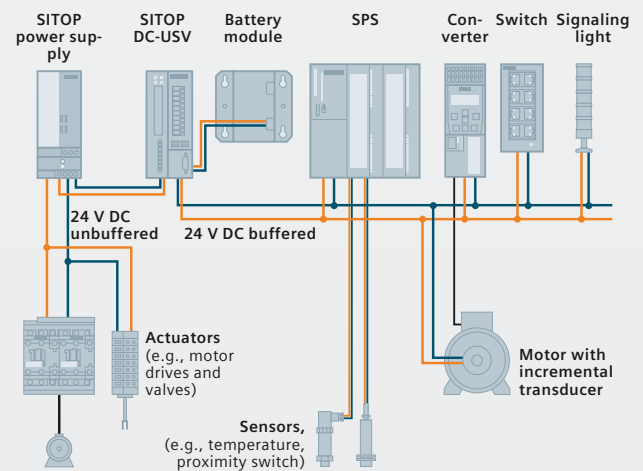 SITOP
power sup-
ply
SITOP
DC-USV
Battery
module
SPS
Con-
verter
Switch
Signaling
light
24 V DC
unbuffered
24 V DC buffered
Actuators
(e.g., motor
drives and
valves)
Sensors,
(e.g., temperature,
proximity switch)
Motor with
incremental
transducer